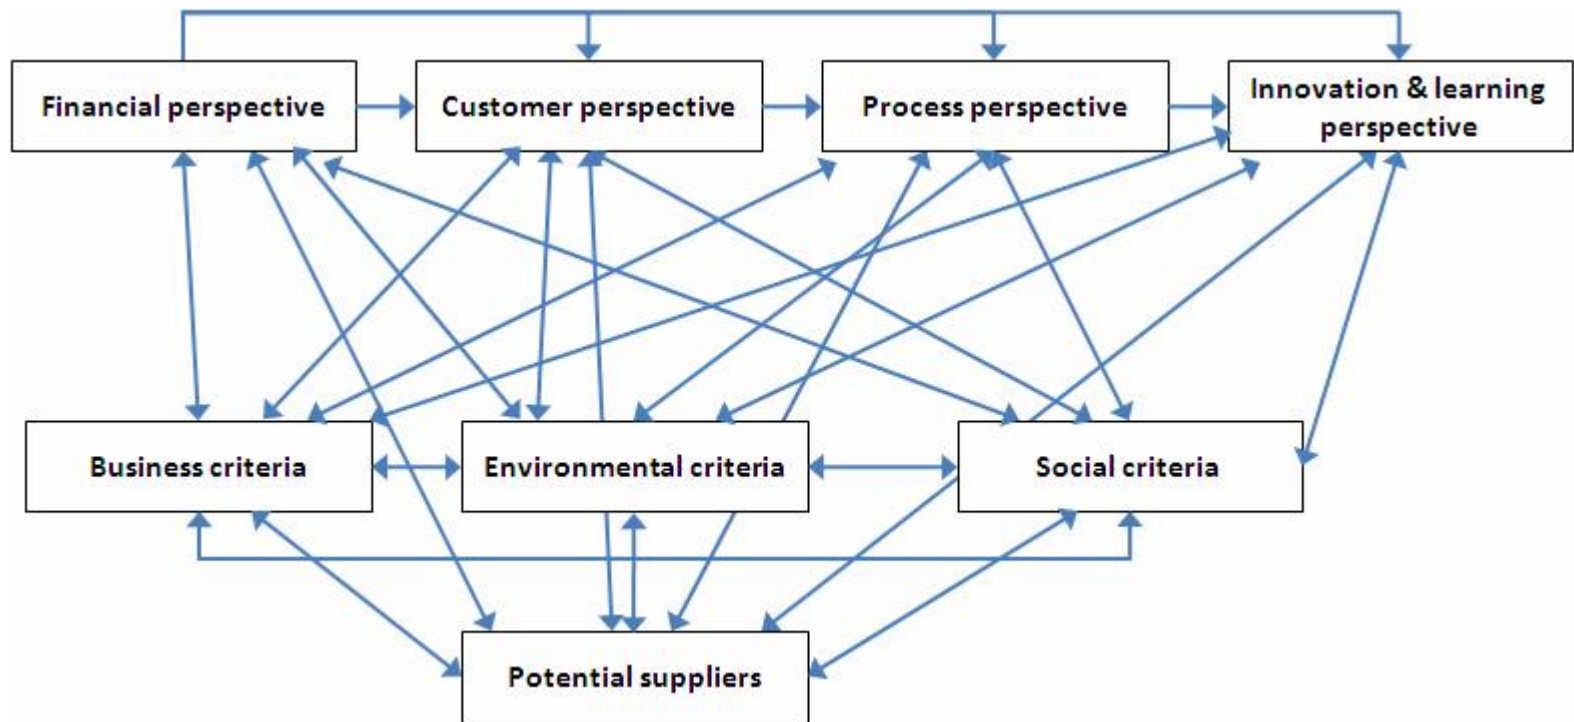 Financial perspective
Customer perspective
Process perspective
Innovation & learning
perspective
Business criteria
Environmental criteria
Social criteria
Potential suppliers